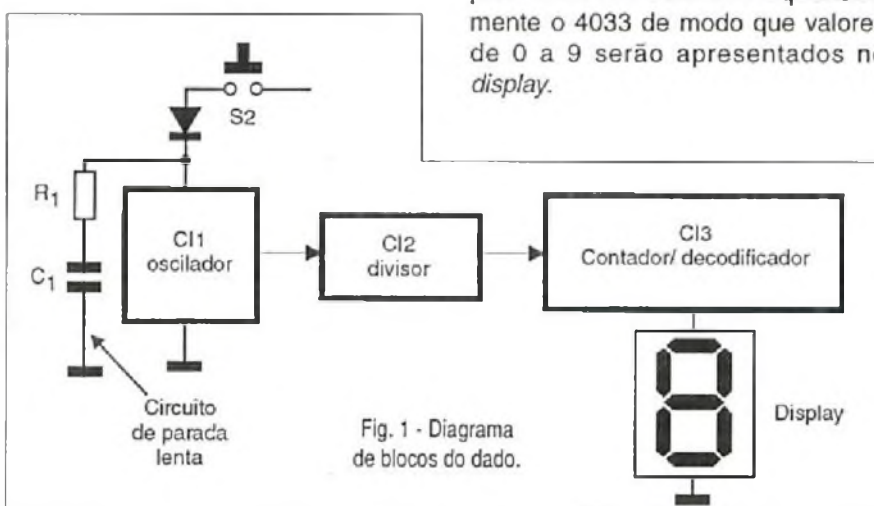 mente o 4033 de modo que valore
de 0 a 9 serão apresentados n
display.
S2
R1
C1
CI1
oscilador
CI2
divisor
CI3
Contador/ decodificador
Circuito
de parada
lenta
Fig. 1 - Diagrama
de blocos do dado.
Display